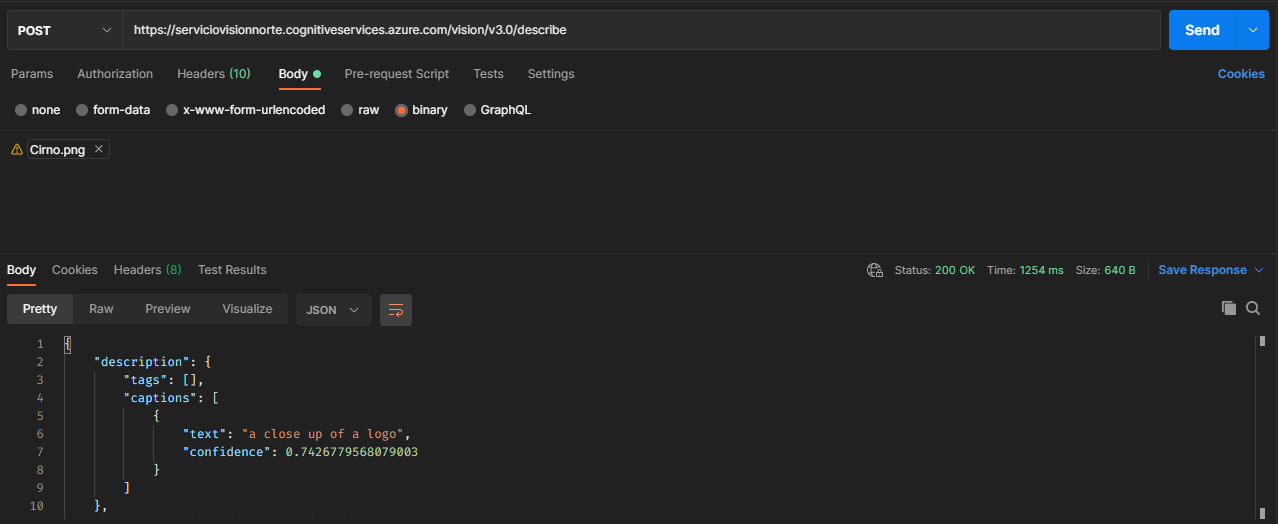 POST https://serviciovisionnorte.cognitiveservices.azure.com/vision/v3.0/describe Send
Params Authorization Headers (10) Body Pre-request Script Tests Settings Cookies
none form-data x-www-form-urlencoded raw binary GraphQL
Cirno.png
Body Cookies Headers (8) Test Results Status: 200 OK Time: 1254 ms Size: 640 B Save Response
Pretty Raw Preview Visualize JSON
1 {
2 "description": {
3 "tags": [],
4 "captions": [
5 {
6 "text": "a close up of a logo",
7 "confidence": 0.7426779568079003
8 }
9 ]
10 },